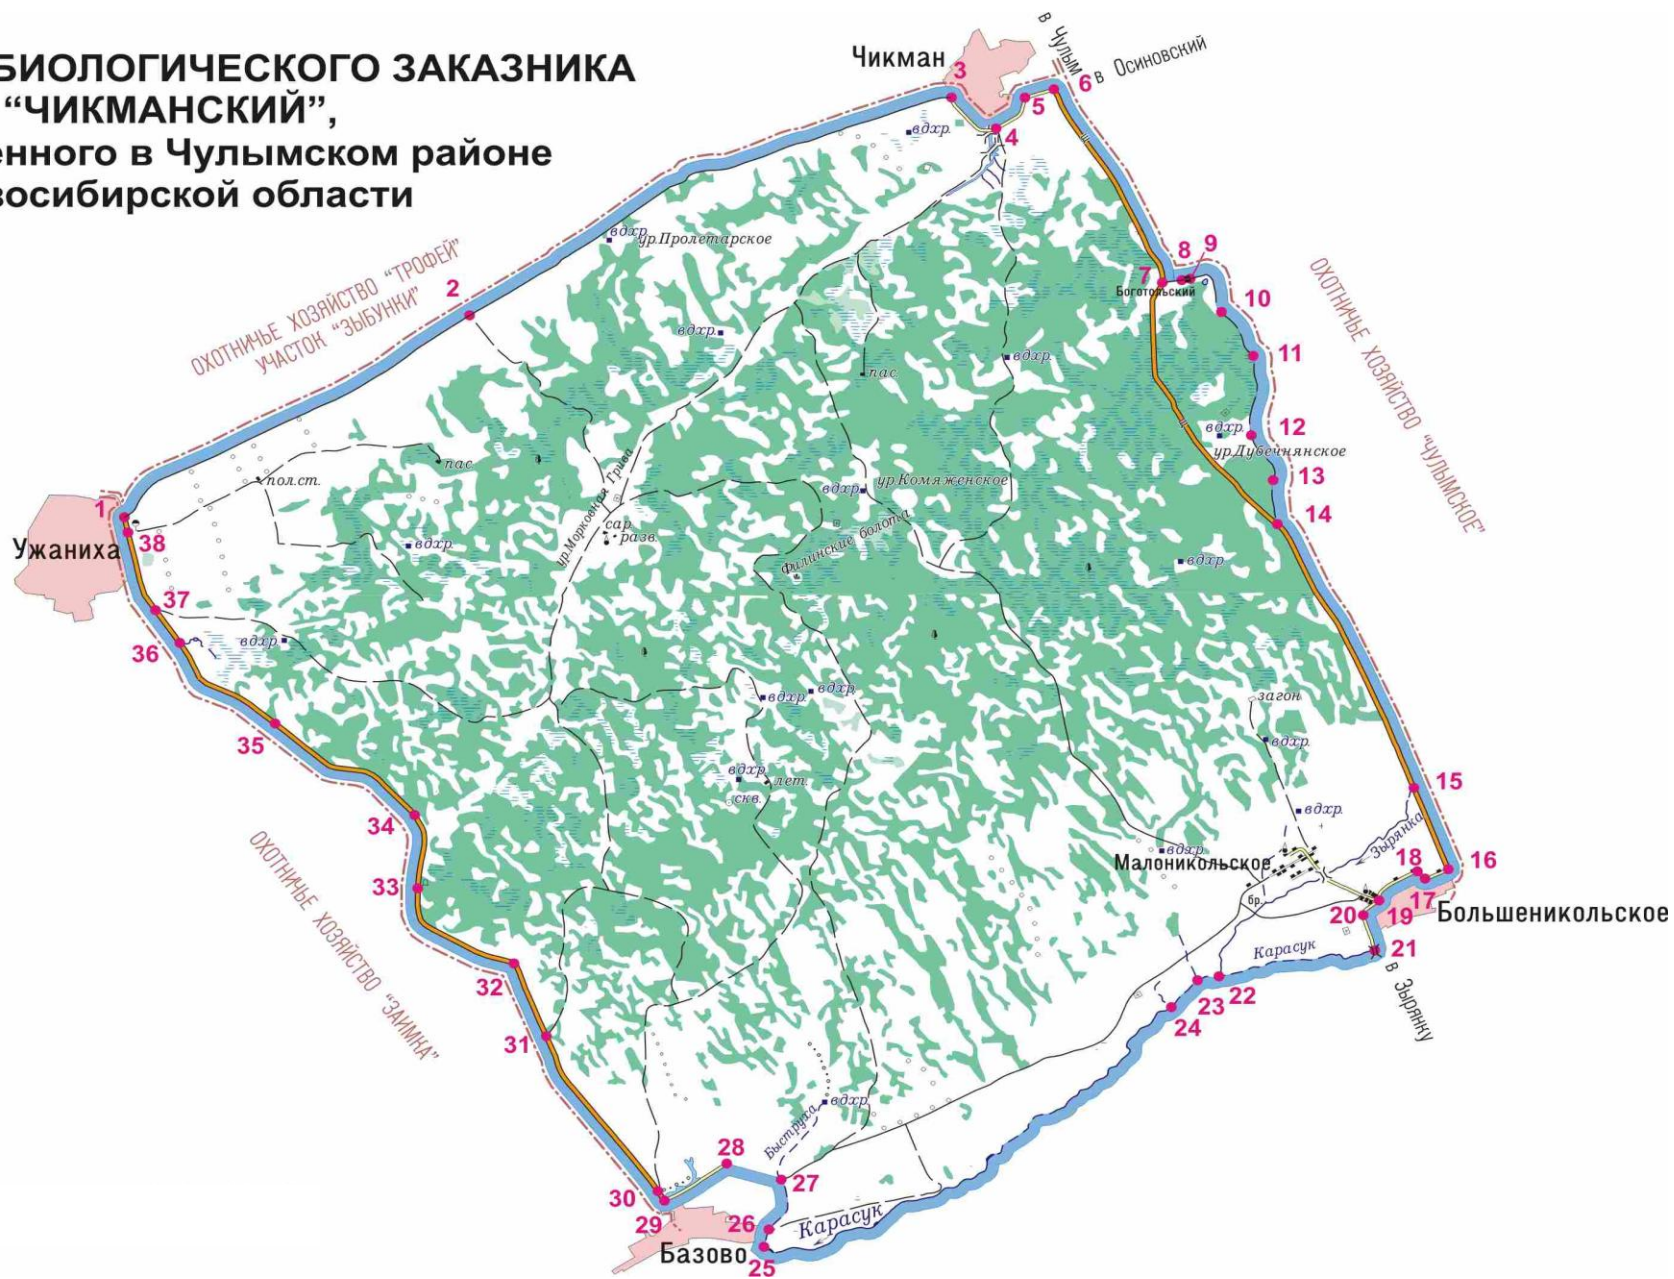 БИОЛОГИЧЕСКОГО ЗАКАЗНИКА
“ЧИКМАНСКИЙ”,
енного в Чулымском районе
восибирской области
Чикман
в Чулым
в Осиновский
3
4
5
6
вдхр.
вдхр.
ур.Пролетарское
ОХОТНИЧЬЕ ХОЗЯЙСТВО “ТРОФЕЙ”
УЧАСТОК “ЗЫБУНКИ”
2
7
8
9
Боготольский
10
11
12
13
14
ОХОТНИЧЬЕ ХОЗЯЙСТВО “ЧУЛЫМСКОЕ”
вдхр.
вдхр.
пас.
вдхр.
ур.Дубечнянское
пас.
пол.ст.
ур.Морковная Грива
сар.
разв.
вдхр.
ур.Комяженское
Филинские болота
вдхр.
вдхр.
1
38
Ужаниха
37
36
вдхр.
35
вдхр.
вдхр.
загон
вдхр.
вдхр.
лет.
скв.
15
34
ОХОТНИЧЬЕ ХОЗЯЙСТВО “ЗАИМКА”
33
вдхр.
Зырянка
вдхр.
Малоникольское
бр.
18
16
17
19
20
Большеникольское
21
в Зырянку
Карасук
22
23
24
32
31
вдхр.
Быструха
28
27
30
29
26
Карасук
Базово
25